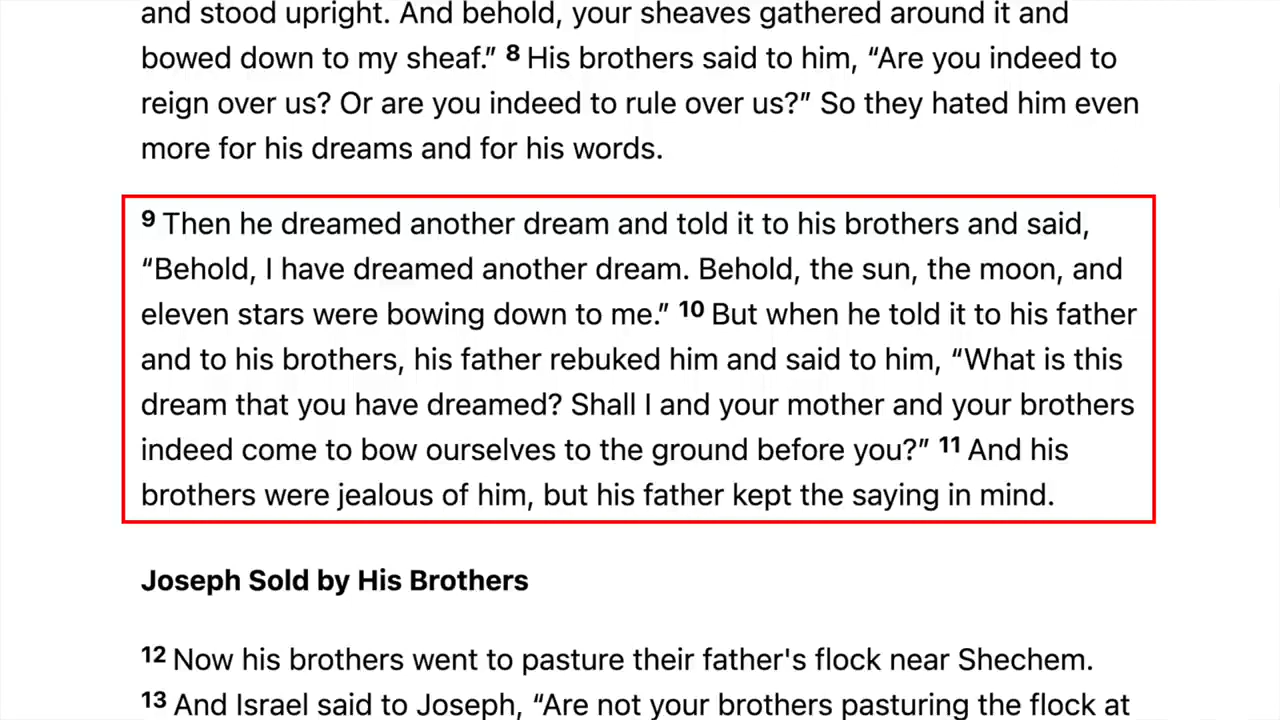 and stood upright. And behold, your sheaves gathered around it and
bowed down to my sheaf.” 8 His brothers said to him, “Are you indeed to
reign over us? Or are you indeed to rule over us?” So they hated him even
more for his dreams and for his words.
9 Then he dreamed another dream and told it to his brothers and said,
“Behold, I have dreamed another dream. Behold, the sun, the moon, and
eleven stars were bowing down to me.” 10 But when he told it to his father
and to his brothers, his father rebuked him and said to him, “What is this
dream that you have dreamed? Shall I and your mother and your brothers
indeed come to bow ourselves to the ground before you?” 11 And his
brothers were jealous of him, but his father kept the saying in mind.
Joseph Sold by His Brothers
12 Now his brothers went to pasture their father's flock near Shechem.
13 And Israel said to Joseph, “Are not your brothers pasturing the flock at